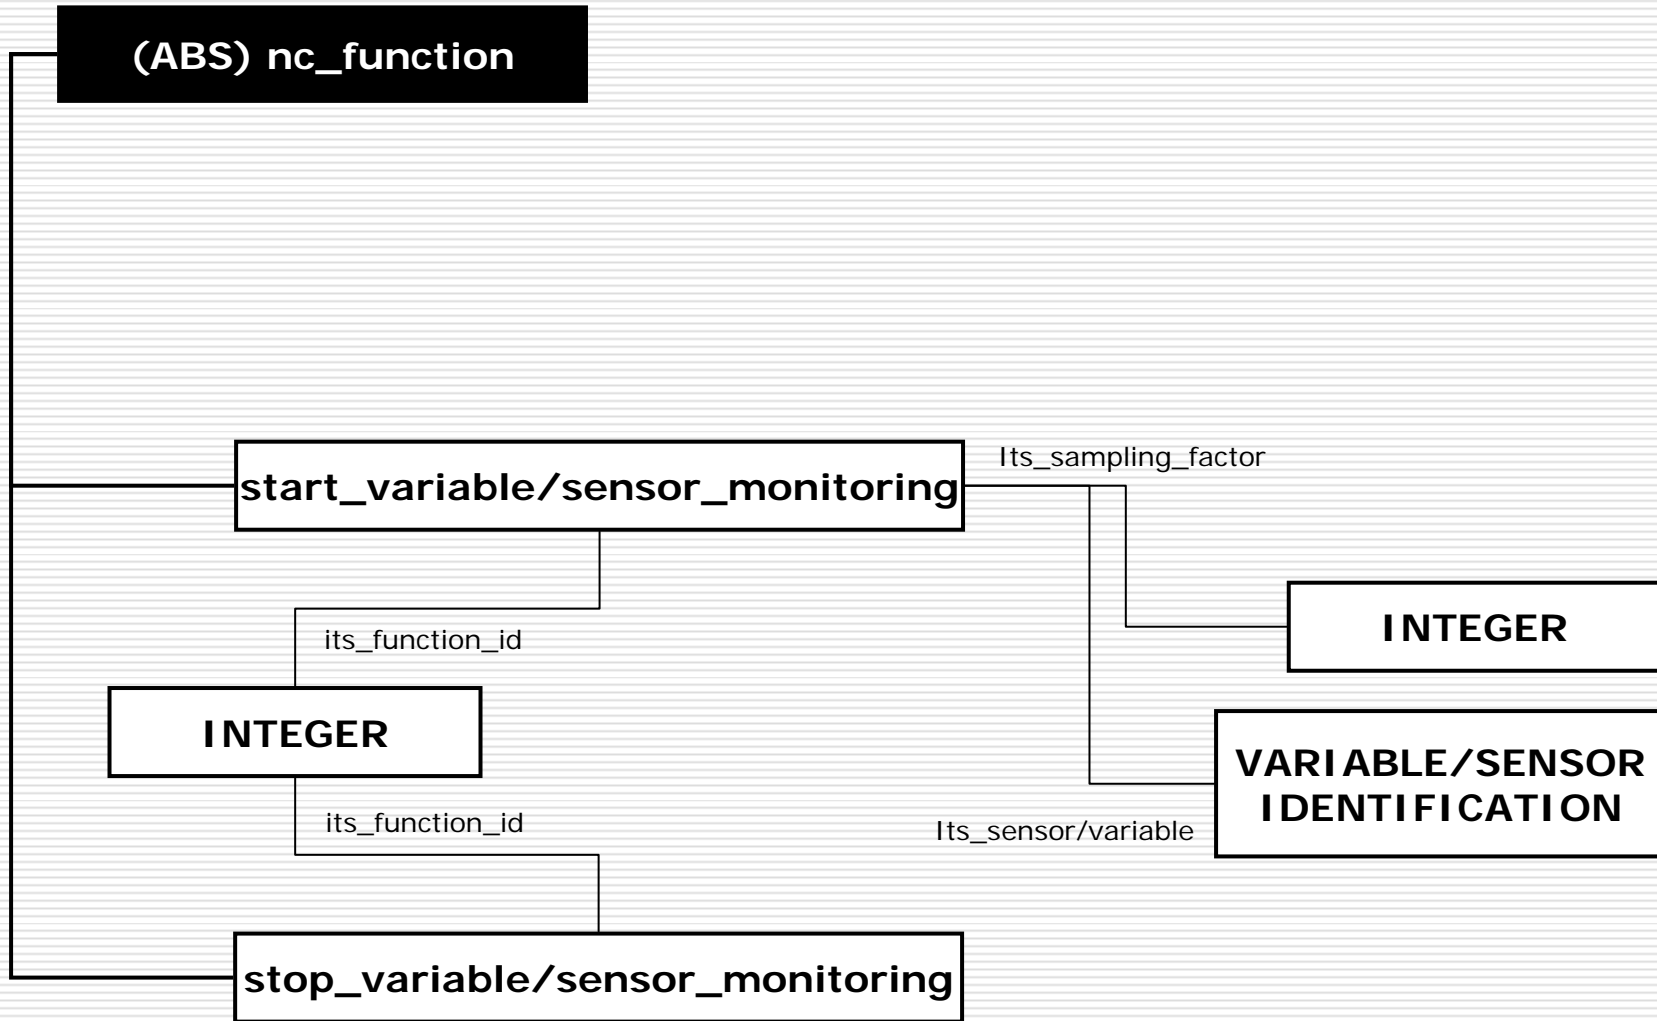 (ABS) nc_function
Its_sampling_factor
start_variable/sensor_monitoring
INTEGER
its_function_id
INTEGER
VARIABLE/SENSOR
IDENTIFICATION
its_function_id
Its_sensor/variable
stop_variable/sensor_monitoring